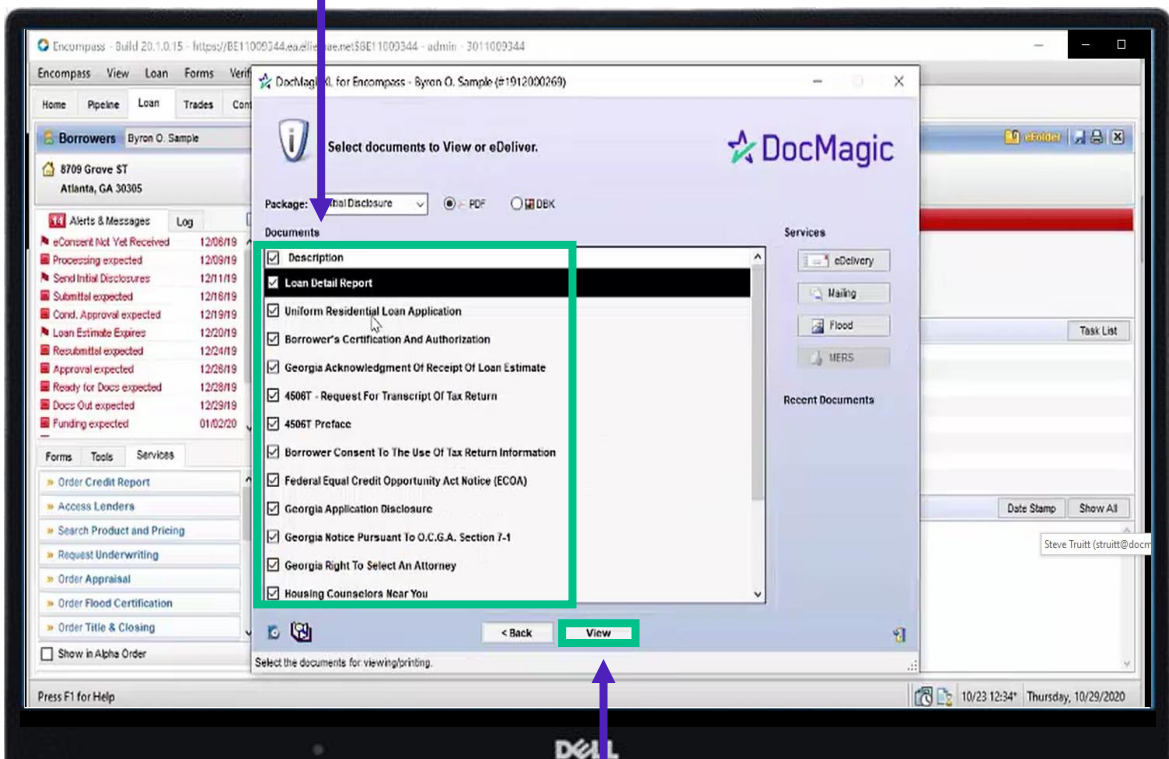 Encompass - Build 20.1.0.15 - https://BE11009344.ea.elliemae.net$BE11009344 - admin - 3011009344
Encompass View Loan Forms Verif
DocMagic XL for Encompass - Byron O. Sample (#1912000269)
Home Pipeline Loan Trades Cont
Borrowers Byron O. Sample
eFolder
8709 Grove ST
Atlanta, GA 30305
Select documents to View or eDeliver.
DocMagic
Package: Initial Disclosure PDF DBK
14 Alerts & Messages Log
Documents
Services
eConsent Not Yet Received 12/06/19
Processing expected 12/09/19
Send Initial Disclosures 12/11/19
Submittal expected 12/16/19
Cond. Approval expected 12/19/19
Loan Estimate Expires 12/20/19
Resubmittal expected 12/24/19
Approval expected 12/26/19
Ready for Docs expected 12/28/19
Docs Out expected 12/29/19
Funding expected 01/02/20
Description
Loan Detail Report
Uniform Residential Loan Application
Borrower's Certification And Authorization
Georgia Acknowledgment Of Receipt Of Loan Estimate
4506T - Request For Transcript Of Tax Return
4506T Preface
Borrower Consent To The Use Of Tax Return Information
Federal Equal Credit Opportunity Act Notice (ECOA)
Georgia Application Disclosure
Georgia Notice Pursuant To O.C.G.A. Section 7-1
Georgia Right To Select An Attorney
Housing Counselors Near You
eDelivery
Mailing
Flood
MERS
Recent Documents
Task List
Forms Tools Services
Order Credit Report
Access Lenders
Search Product and Pricing
Request Underwriting
Order Appraisal
Order Flood Certification
Order Title & Closing
Show in Alpha Order
Date Stamp Show All
Steve Truitt (struitt@docm
< Back View
Select the documents for viewing/printing.
Press F1 for Help
10/23 12:34* Thursday, 10/29/2020
DELL